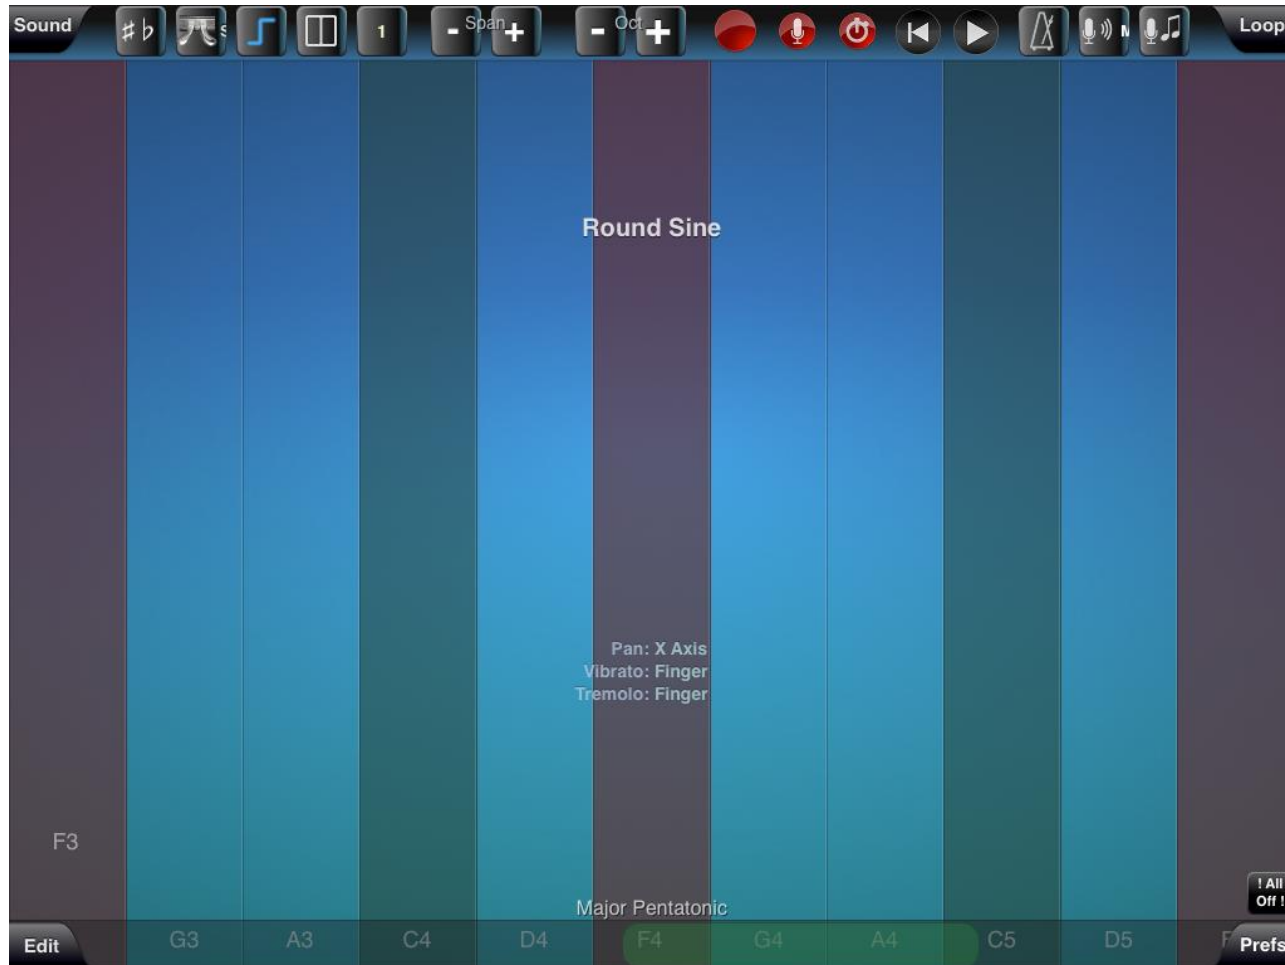 Sound
♯♭
S
1
- Span +
- Oct +
M
Loop
Round Sine
Pan: X Axis
Vibrato: Finger
Tremolo: Finger
F3
Major Pentatonic
! All
Off !
Edit
G3 A3 C4 D4 F4 G4 A4 C5 D5 F
Prefs